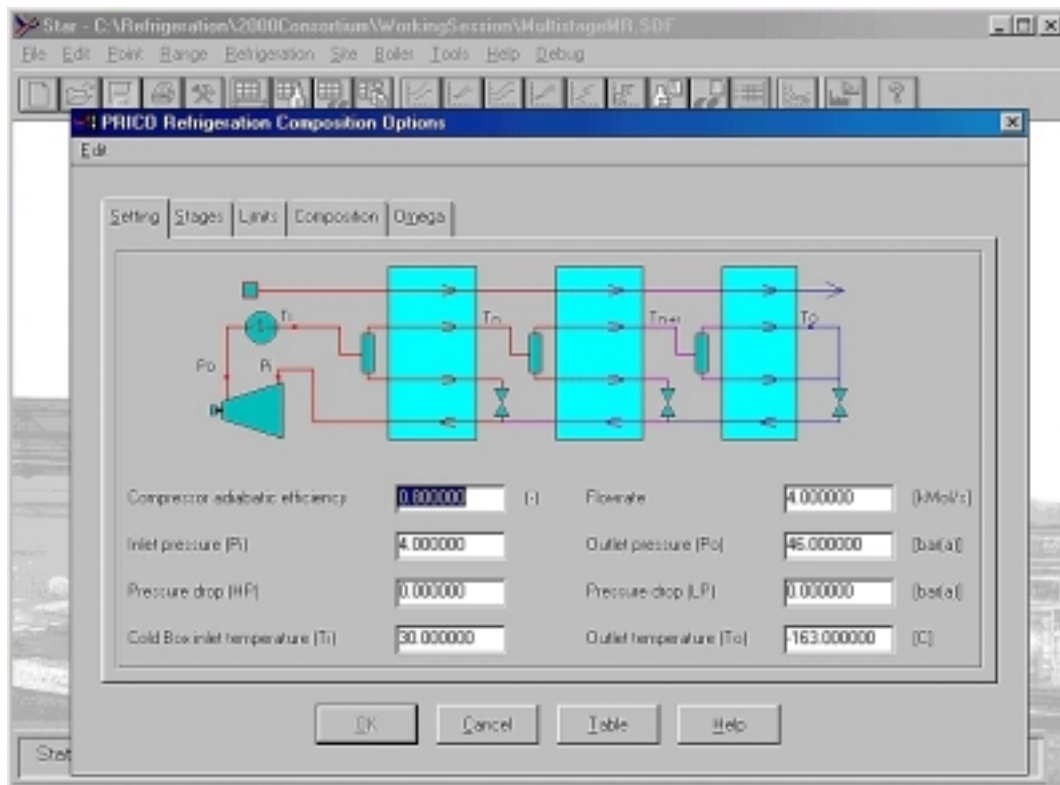 Star - C:\Refrigeration\2000Consortium\WorkingSession\MultistageMR.SDF
File Edit Point Range Refrigeration Site Boiler Tools Help Debug
PRICO Refrigeration Composition Options
Edit
Setting Stages Limits Composition Omega
Ti Tn Tn+1 To
Po Pi
Compressor adiabatic efficiency 0.800000 [-] Flowrate 4.000000 [kMol/s]
Inlet pressure (Pi) 4.000000 Outlet pressure (Po) 46.000000 [bar(a)]
Pressure drop (HP) 0.000000 Pressure drop (LP) 0.000000 [bar(a)]
Cold Box inlet temperature (Ti) 30.000000 Outlet temperature (To) -163.000000 [C]
OK Cancel Table Help
Stat